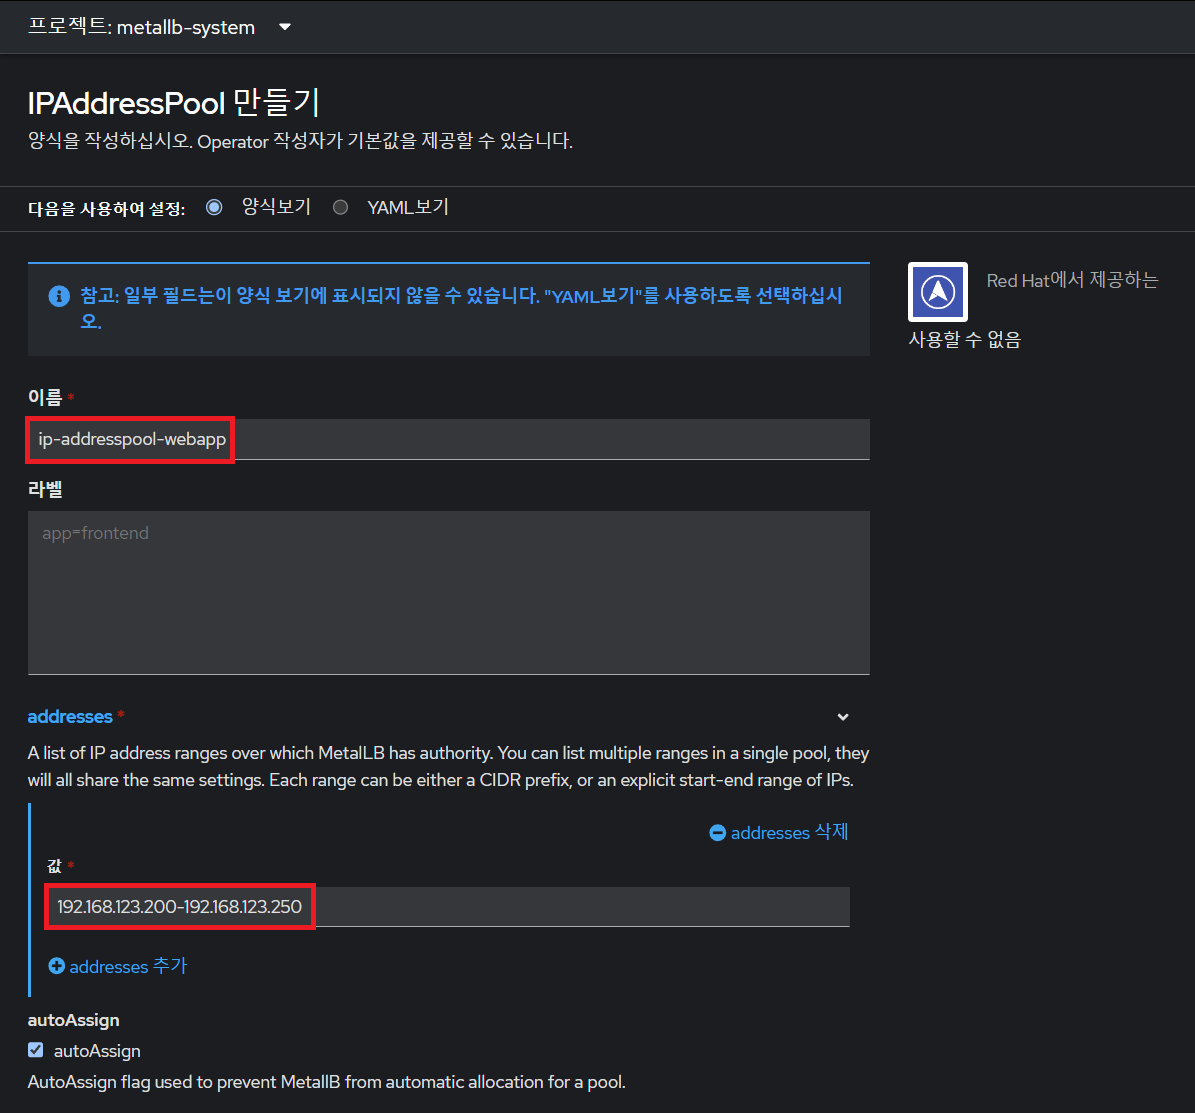 프로젝트: metallb-system
IPAddressPool 만들기
양식을 작성하십시오. Operator 작성자가 기본값을 제공할 수 있습니다.
다음을 사용하여 설정: 양식보기 YAML보기
참고: 일부 필드는이 양식 보기에 표시되지 않을 수 있습니다. "YAML보기"를 사용하도록 선택하십시
오.
Red Hat에서 제공하는
사용할 수 없음
이름 *
ip-addresspool-webapp
라벨
app=frontend
addresses *
A list of IP address ranges over which MetalLB has authority. You can list multiple ranges in a single pool, they
will all share the same settings. Each range can be either a CIDR prefix, or an explicit start-end range of IPs.
addresses 삭제
값 *
192.168.123.200-192.168.123.250
addresses 추가
autoAssign
autoAssign
AutoAssign flag used to prevent MetallB from automatic allocation for a pool.